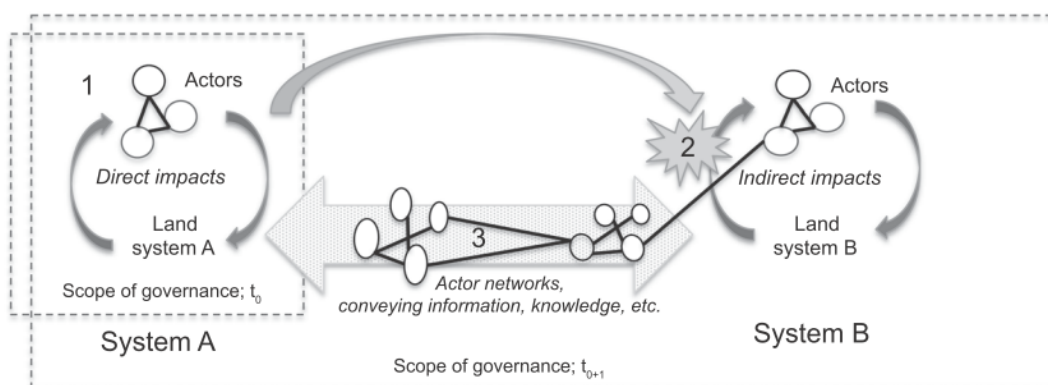 1
Actors
Direct impacts
Land
system A
Scope of governance; t0
System A
2
3
Actor networks,
conveying information, knowledge, etc.
Scope of governance; t0+1
Actors
Indirect impacts
Land
system B
System B